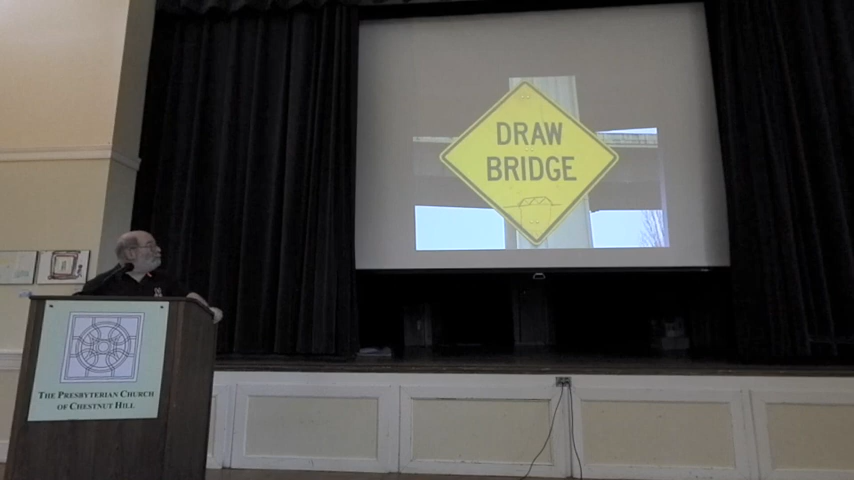 DRAW
BRIDGE
THE PRESBYTERIAN CHURCH
OF CHESTNUT HILL